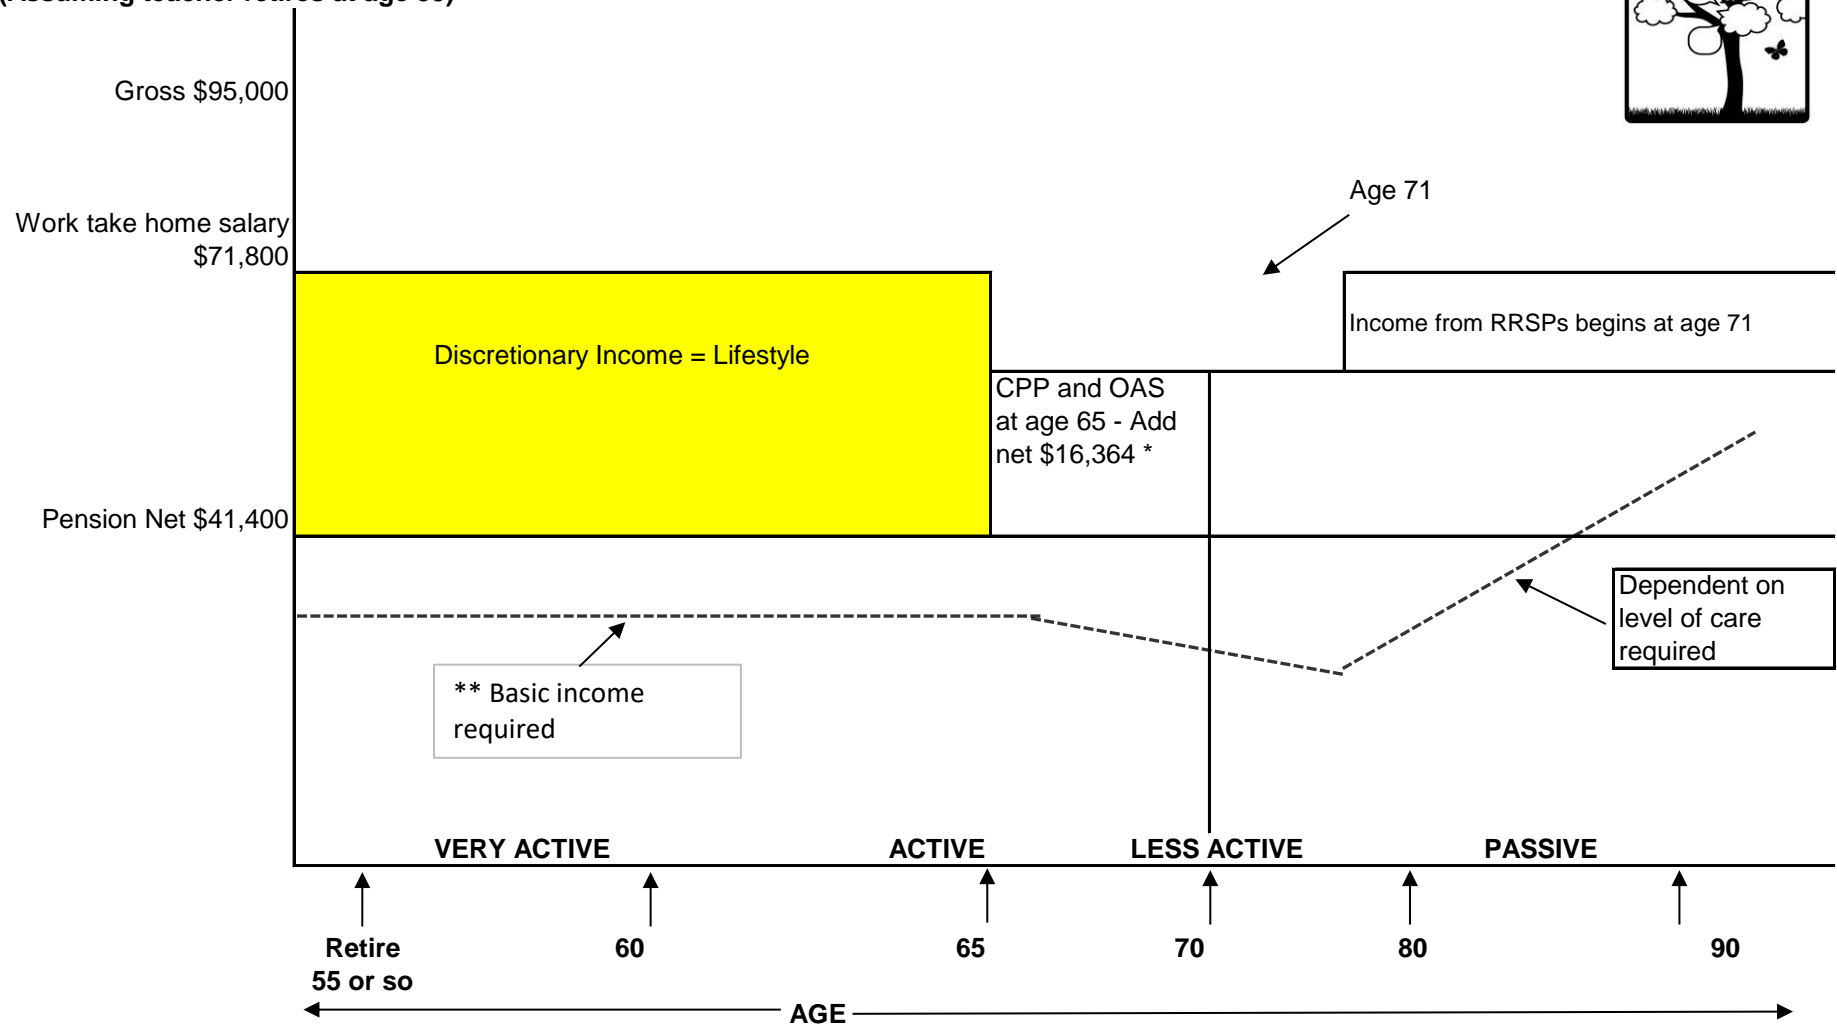 Gross $95,000
Age 71
Work take home salary
$71,800
Income from RRSPs begins at age 71
Discretionary Income = Lifestyle
CPP and OAS
at age 65 - Add
net $16,364 *
Pension Net $41,400
Dependent on
level of care
required
** Basic income
required
VERY ACTIVE ACTIVE LESS ACTIVE PASSIVE
Retire 60 65 70 80 90
55 or so
AGE